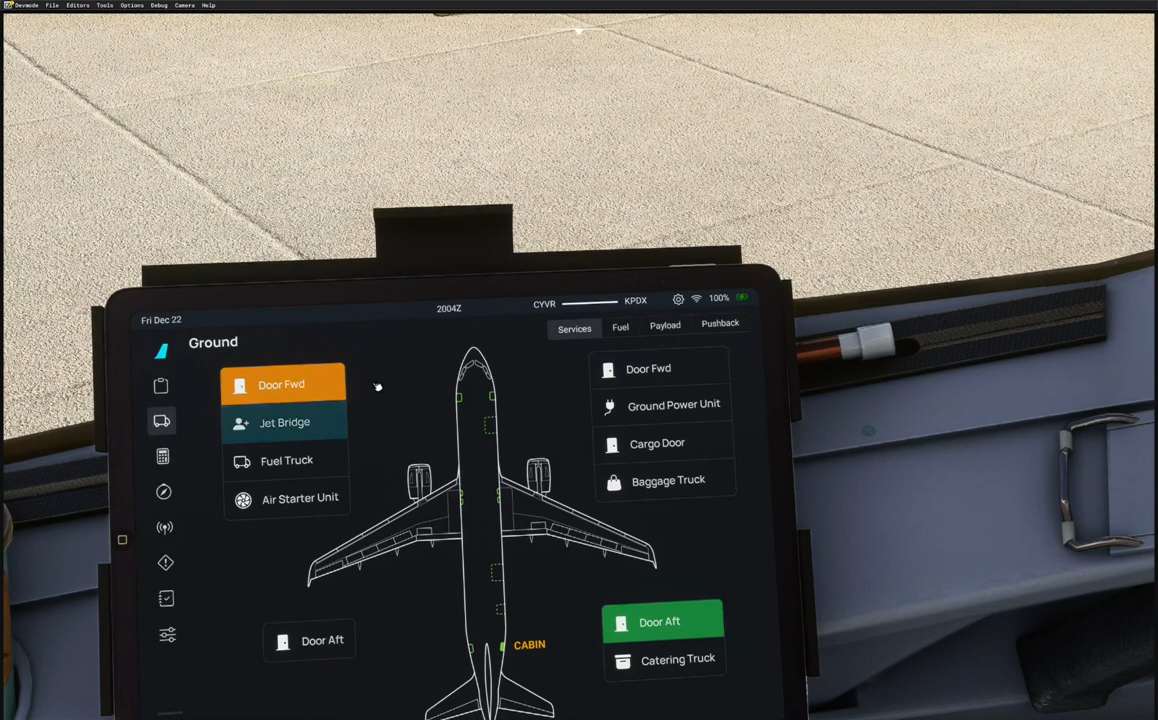 Devmode File Editors Tools Options Debug Camera Help
Fri Dec 22
2004Z
CYVR
KPDX
100%
Ground
Services
Fuel
Payload
Pushback
Door Fwd
Jet Bridge
Fuel Truck
Air Starter Unit
Door Fwd
Ground Power Unit
Cargo Door
Baggage Truck
Door Aft
CABIN
Door Aft
Catering Truck